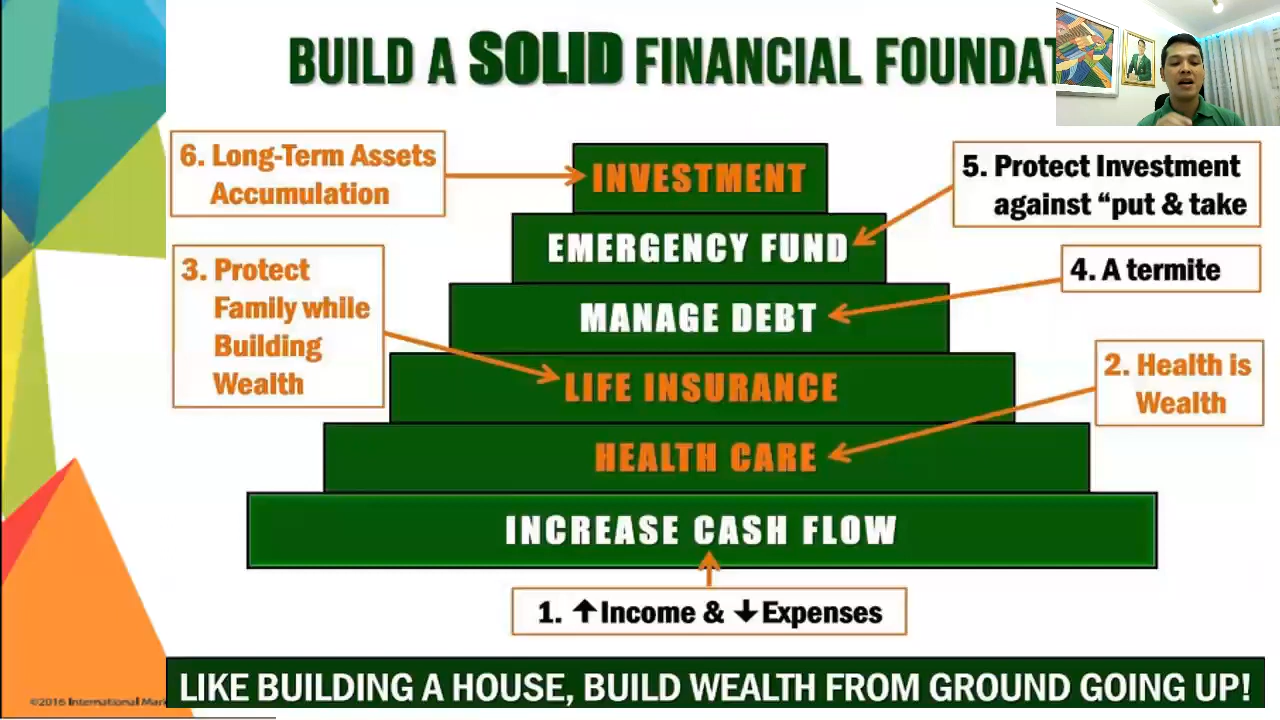 BUILD A SOLID FINANCIAL
6. Long-Term Assets
Accumulation
INVESTMENT
5. Protect Investment
against “put & take
EMERGENCY FUND
3. Protect
Family while
Building
Wealth
4. A termite
MANAGE DEBT
LIFE INSURANCE
2. Health is
Wealth
HEALTH CARE
INCREASE CASH FLOW
1. ↑Income & ↓Expenses
LIKE BUILDING A HOUSE, BUILD WEALTH FROM GROUND GOING UP!
©2016 International